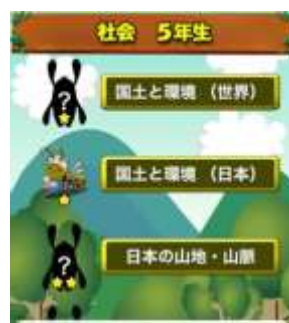 社会 5年生
?
国土と環境 (世界)
国土と環境 (日本)
?
日本の山地・山脈